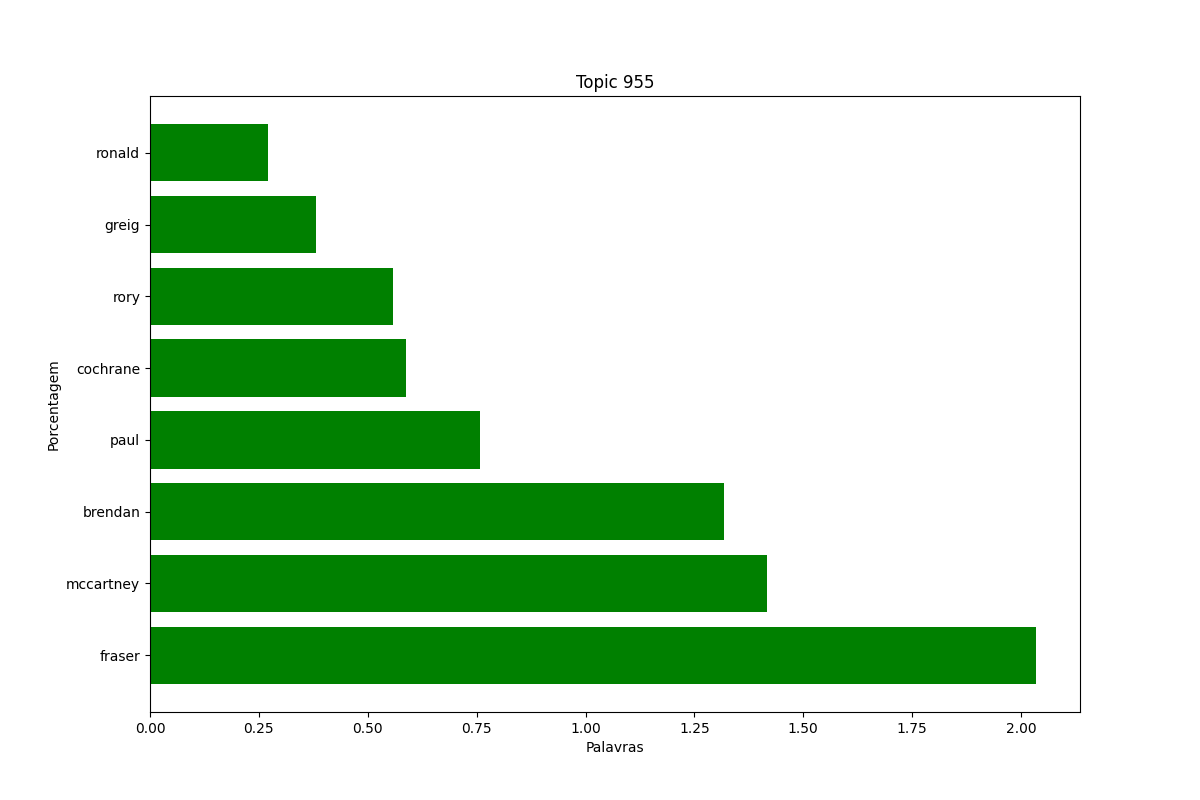 Topic 955
ronald
greig
rory
cochrane
paul
brendan
mccartney
fraser
Porcentagem
0.00 0.25 0.50 0.75 1.00 1.25 1.50 1.75 2.00
Palavras